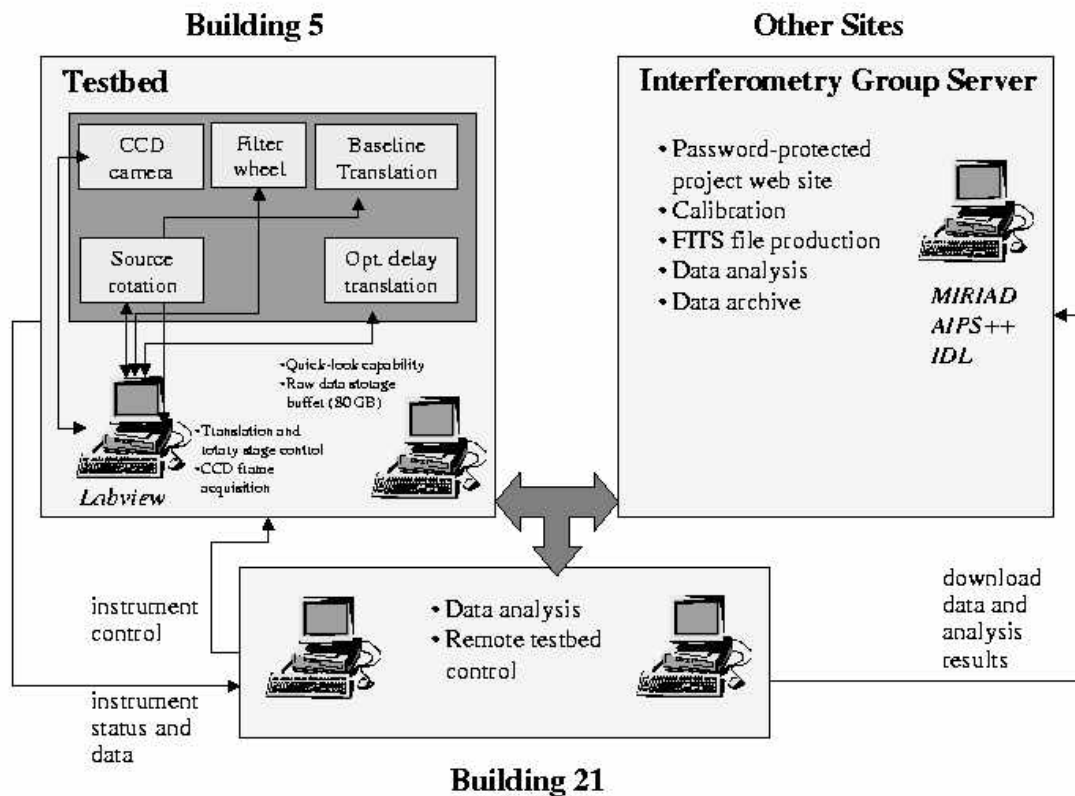 Building 5
Testbed
CCD
camera
Filter
wheel
Baseline
Translation
Source
rotation
Opt. delay
translation
• Quick-look capability
• Raw data storage
buffet (80 GB)
• Translation and
rotary stage control
• CCD frame
acquisition
Labview
Other Sites
Interferometry Group Server
• Password-protected
project web site
• Calibration
• FITS file production
• Data analysis
• Data archive
MIRIAD
AIPS++
IDL
instrument
control
instrument
status and
data
• Data analysis
• Remote testbed
control
download
data and
analysis
results
Building 21